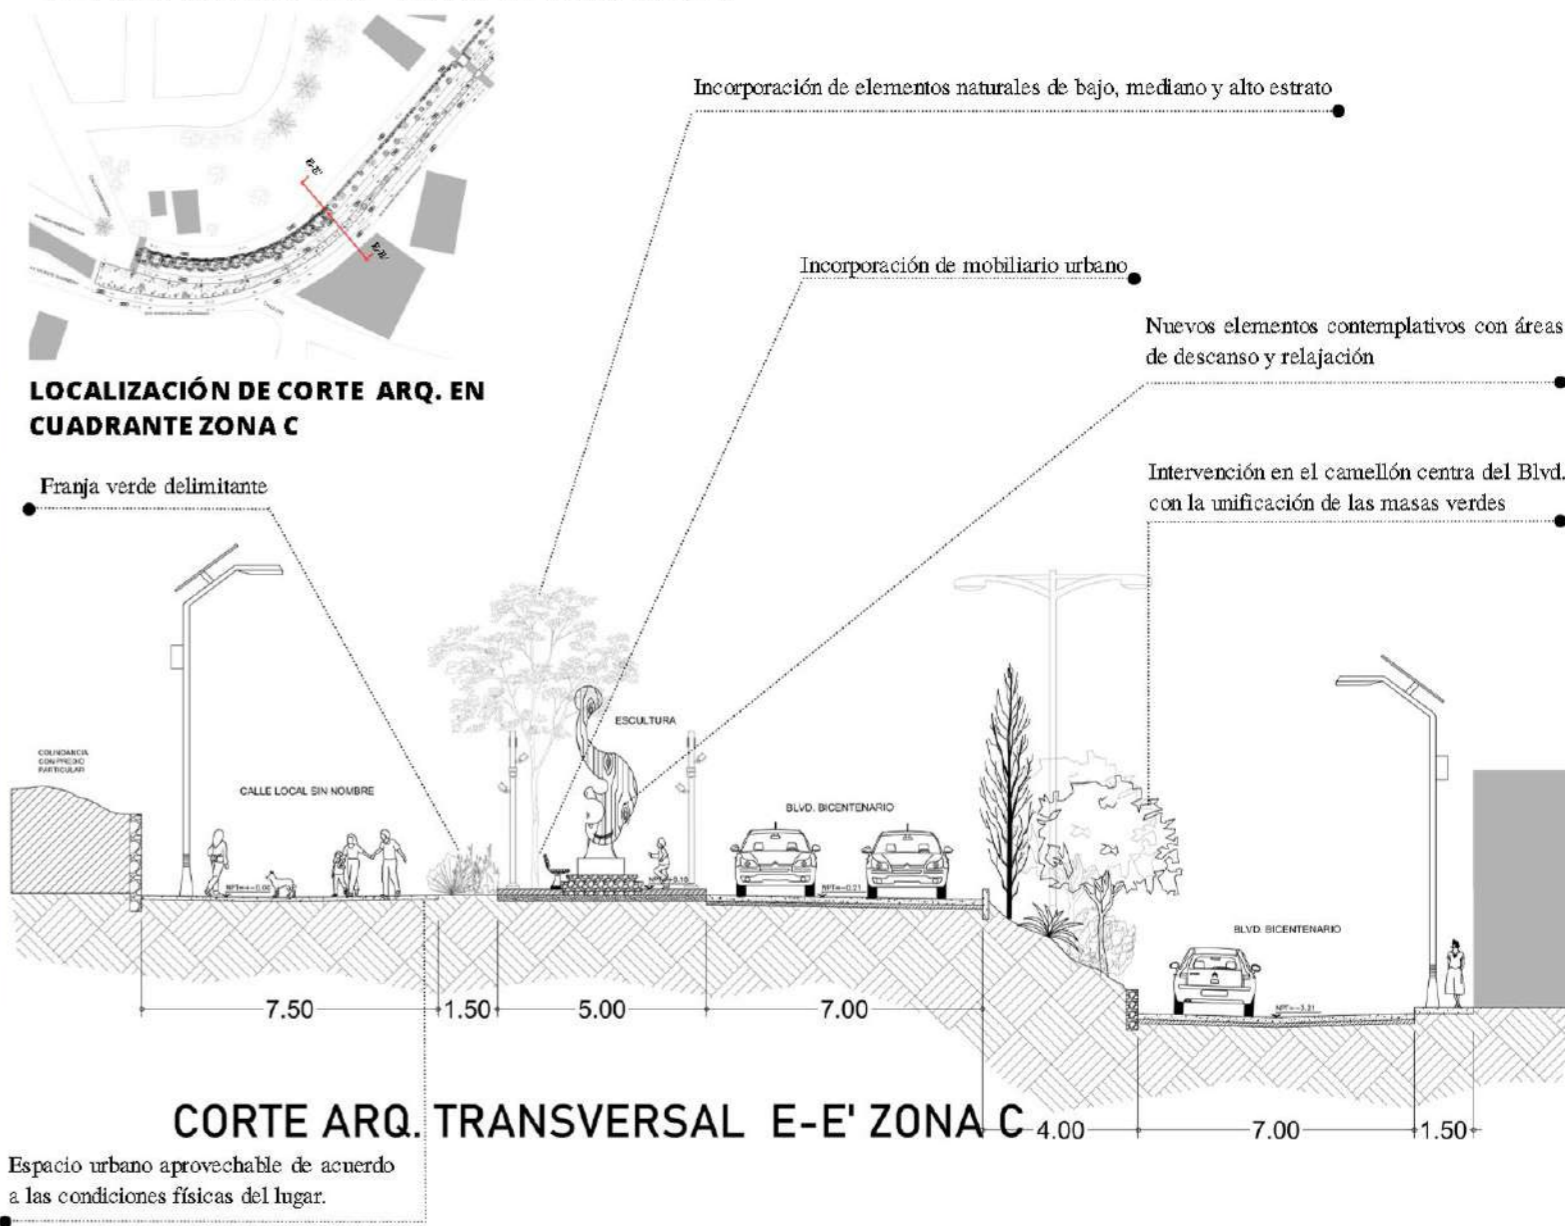 Incorporación de elementos naturales de bajo, mediano y alto estrato
E-E'
E-E'
Incorporación de mobiliario urbano
Nuevos elementos contemplativos con áreas
de descanso y relajación
LOCALIZACIÓN DE CORTE ARQ. EN
CUADRANTE ZONA C
Intervención en el camellón centra del Blvd.
con la unificación de las masas verdes
Franja verde delimitante
ESCULTURA
COLINDANCIA
CON PREDIO
PARTICULAR
CALLE LOCAL SIN NOMBRE
BLVD. BICENTENARIO
BLVD. BICENTENARIO
7.50
1.50
5.00
7.00
CORTE ARQ. TRANSVERSAL E-E' ZONA C
4.00
7.00
1.50
Espacio urbano aprovechable de acuerdo
a las condiciones físicas del lugar.